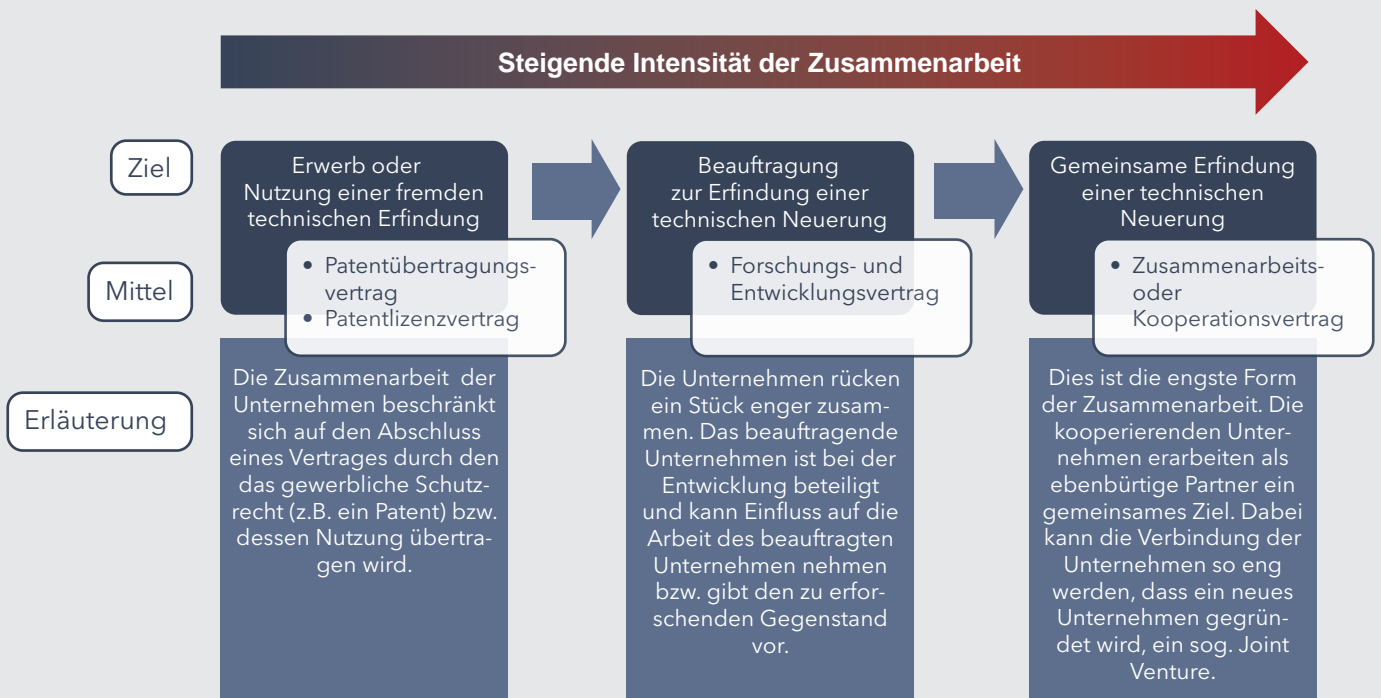 Steigende Intensität der Zusammenarbeit
Ziel
Erwerb oder
Nutzung einer fremden
technischen Erfindung
Beauftragung
zur Erfindung einer
technischen Neuerung
Gemeinsame Erfindung
einer technischen
Neuerung
Mittel
• Patentübertragungs-
vertrag
• Patentlizenzvertrag
• Forschungs- und
Entwicklungsvertrag
• Zusammenarbeits-
oder
Kooperationsvertrag
Erläuterung
Die Zusammenarbeit der
Unternehmen beschränkt
sich auf den Abschluss
eines Vertrages durch den
das gewerbliche Schutz-
recht (z.B. ein Patent) bzw.
dessen Nutzung übertra-
gen wird.
Die Unternehmen rücken
ein Stück enger zusam-
men. Das beauftragende
Unternehmen ist bei der
Entwicklung beteiligt
und kann Einfluss auf die
Arbeit des beauftragten
Unternehmen nehmen
bzw. gibt den zu erfor-
schenden Gegenstand
vor.
Dies ist die engste Form
der Zusammenarbeit. Die
kooperierenden Unter-
nehmen erarbeiten als
ebenbürtige Partner ein
gemeinsames Ziel. Dabei
kann die Verbindung der
Unternehmen so eng
werden, dass ein neues
Unternehmen gegrün-
det wird, ein sog. Joint
Venture.